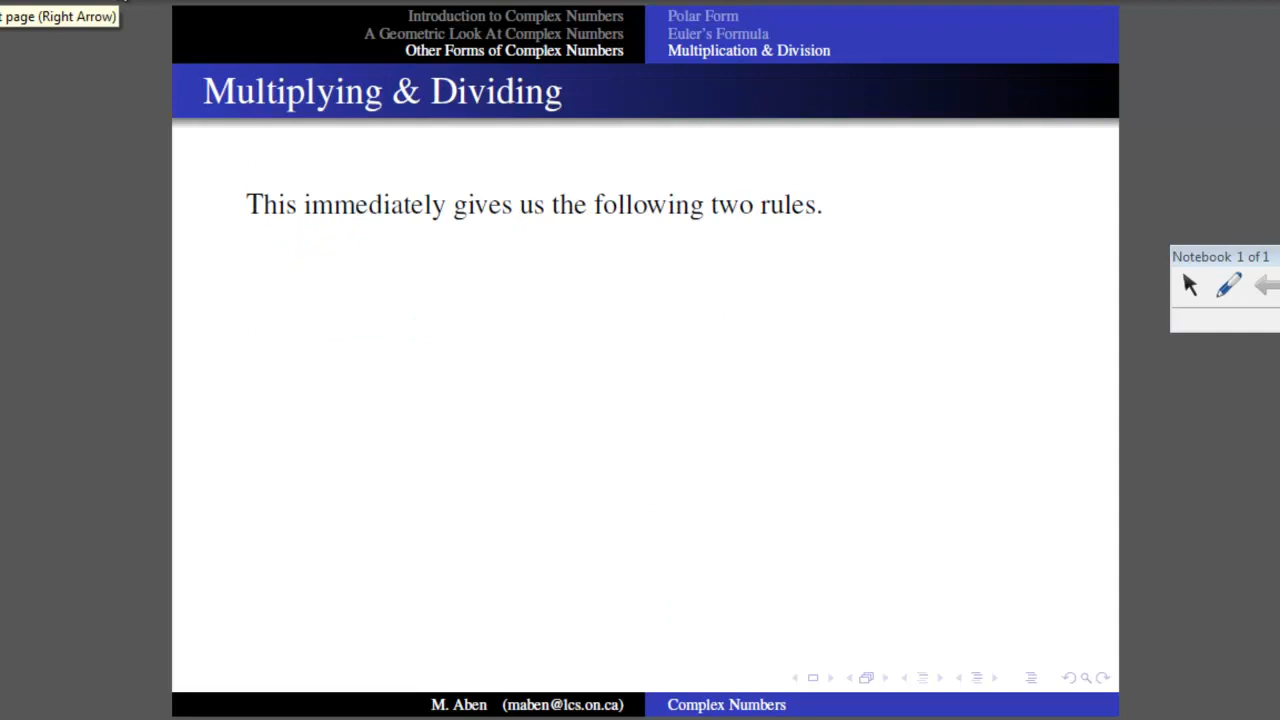 t page (Right Arrow)
Introduction to Complex Numbers
A Geometric Look At Complex Numbers
Other Forms of Complex Numbers
Polar Form
Euler's Formula
Multiplication & Division
Multiplying & Dividing
This immediately gives us the following two rules.
Notebook 1 of 1
M. Aben (maben@lcs.on.ca)
Complex Numbers